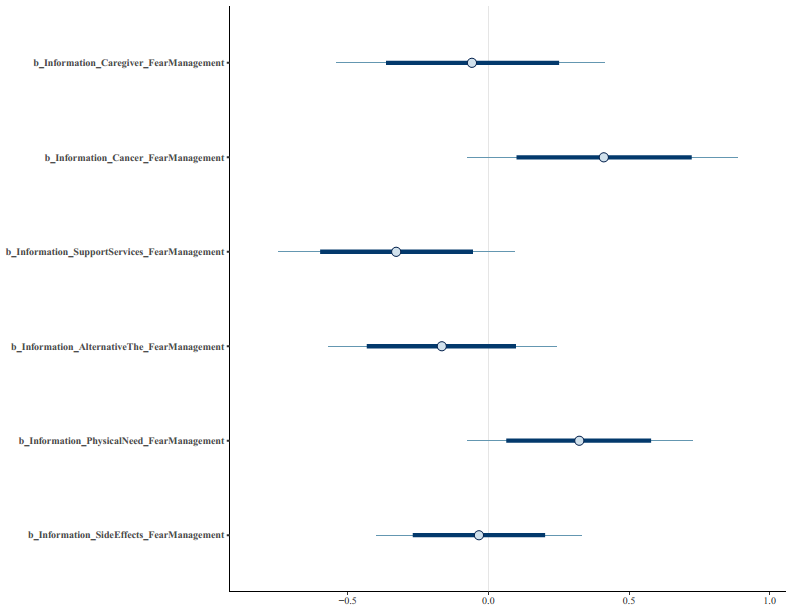 b_Information_Caregiver_FearManagement
b_Information_Cancer_FearManagement
b_Information_SupportServices_FearManagement
b_Information_AlternativeThe_FearManagement
b_Information_PhysicalNeed_FearManagement
b_Information_SideEffects_FearManagement
−0.5 0.0 0.5 1.0